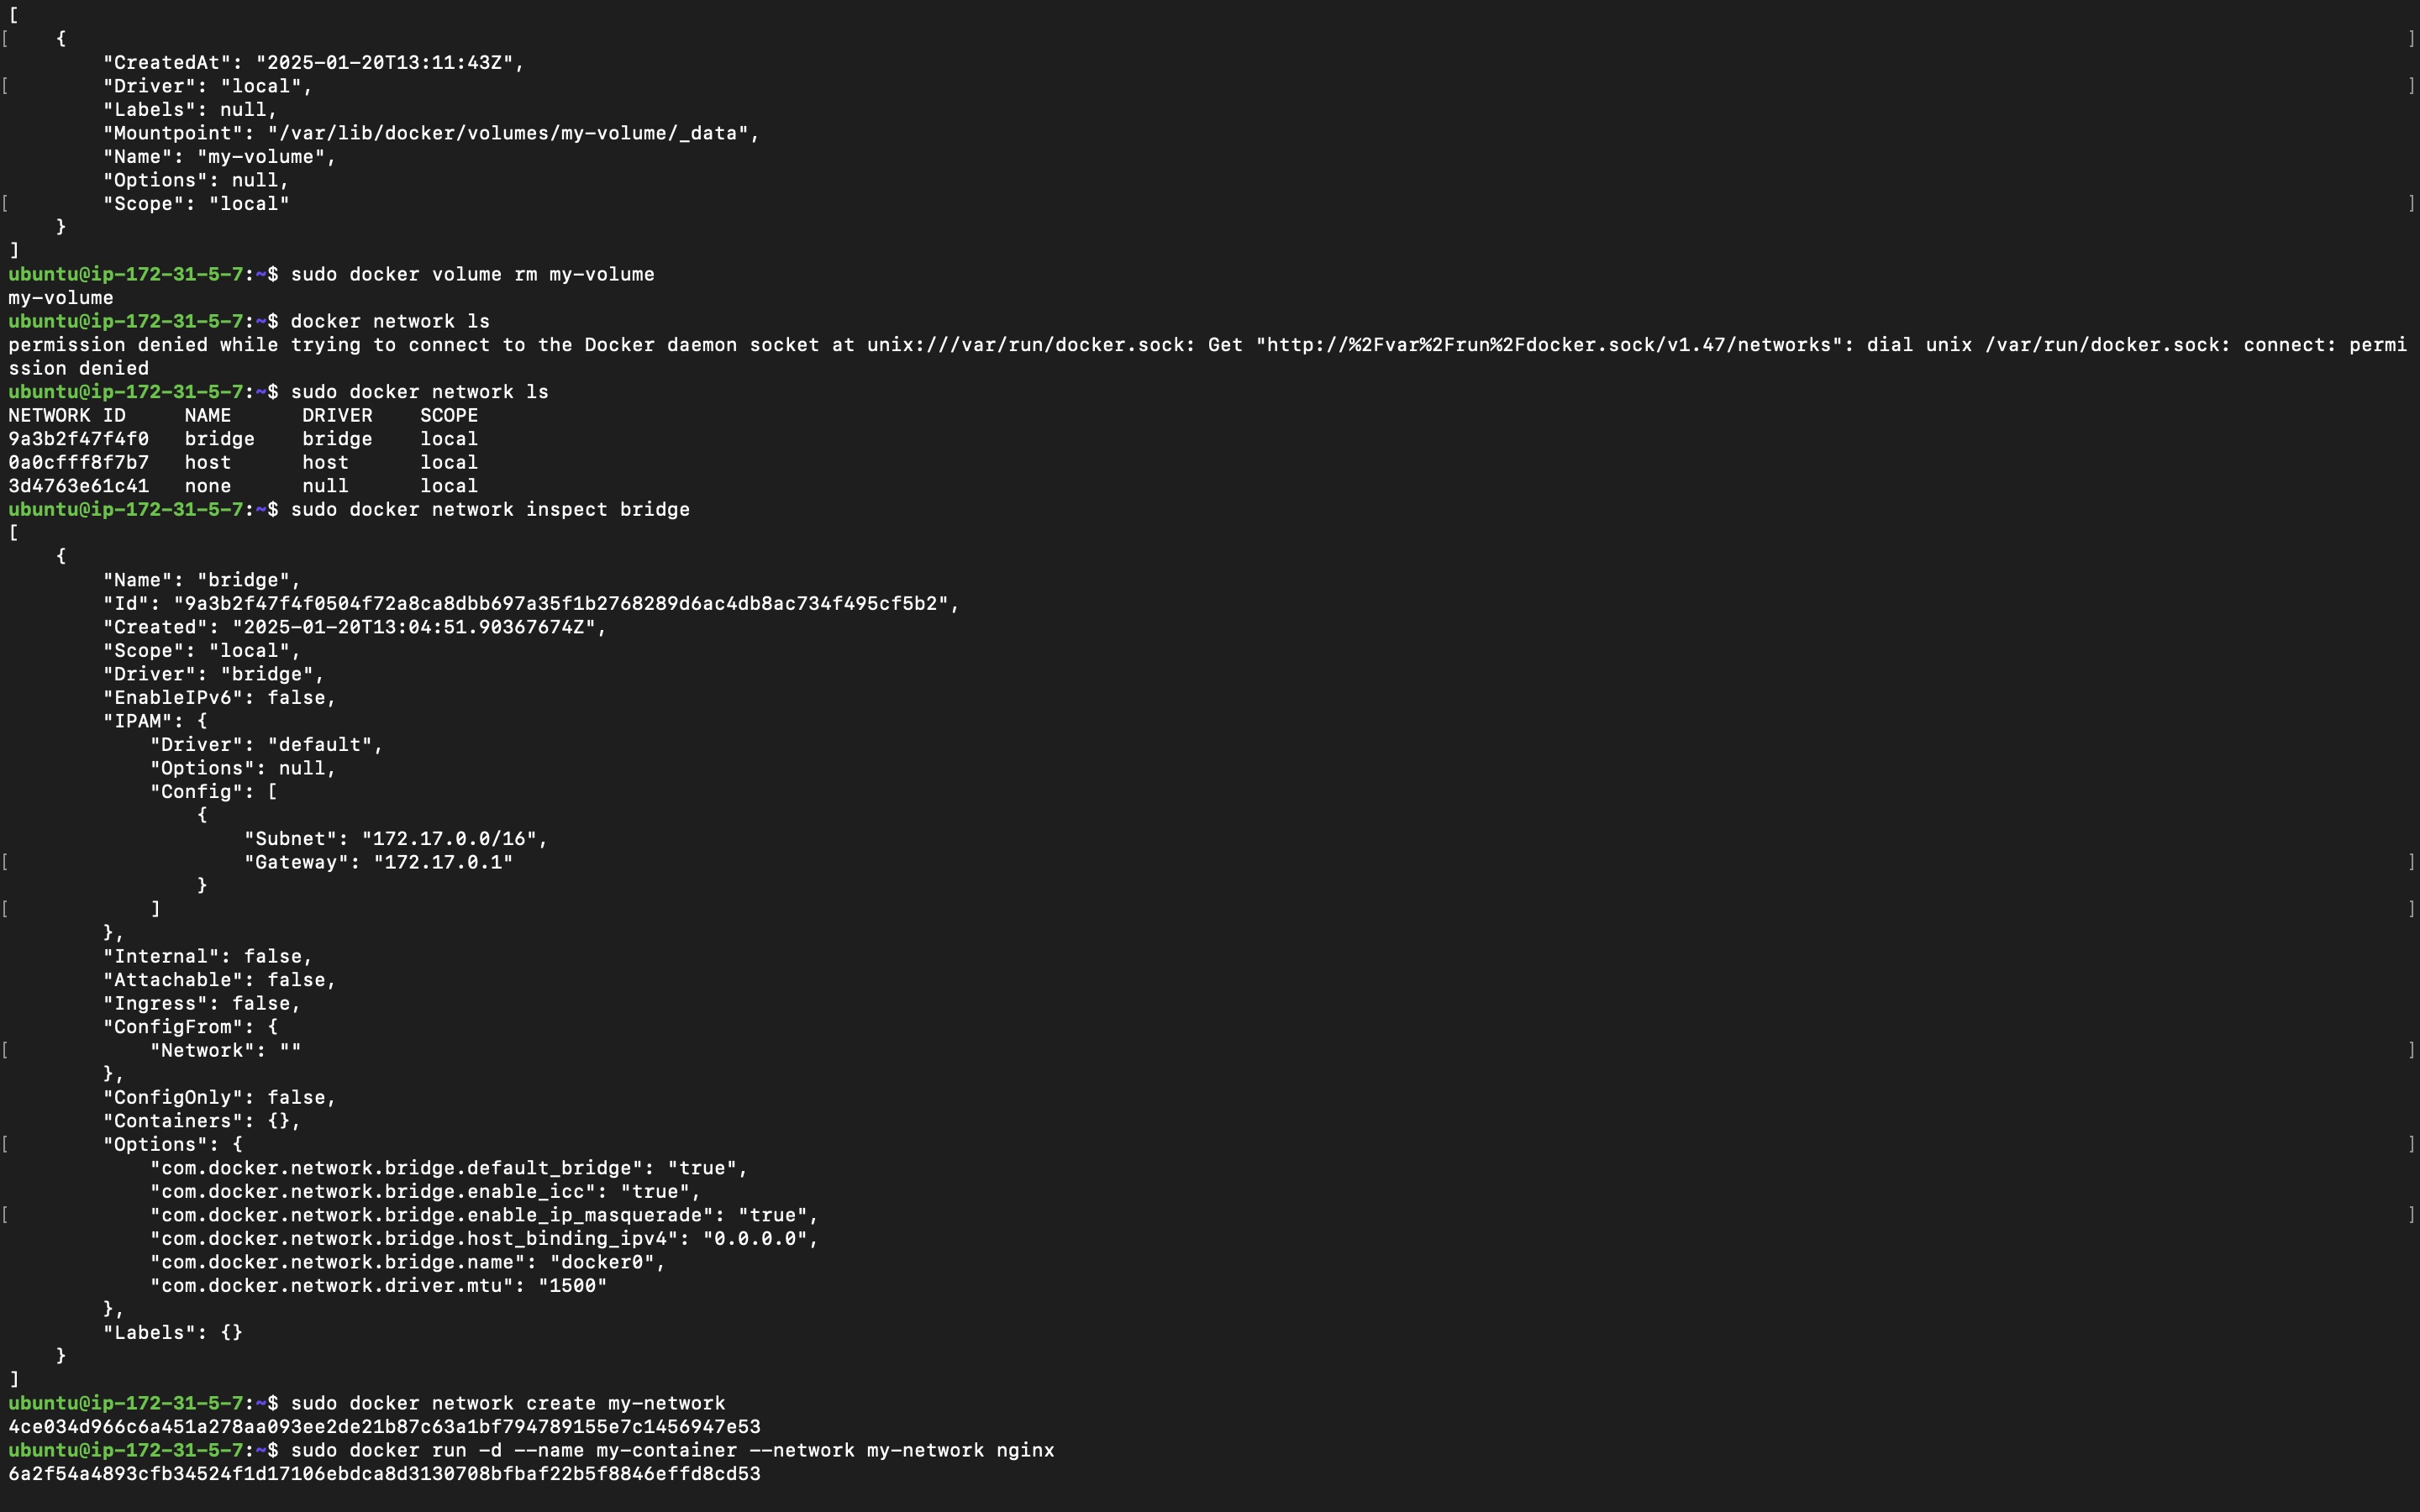 [
[    {                                                                                    ]
        "CreatedAt": "2025-01-20T13:11:43Z",
[        "Driver": "local",                                                               ]
        "Labels": null,
        "Mountpoint": "/var/lib/docker/volumes/my-volume/_data",
        "Name": "my-volume",
        "Options": null,
[        "Scope": "local"                                                                 ]
    }
]
ubuntu@ip-172-31-5-7:~$ sudo docker volume rm my-volume
my-volume
ubuntu@ip-172-31-5-7:~$ docker network ls
permission denied while trying to connect to the Docker daemon socket at unix:///var/run/docker.sock: Get "http://%2Fvar%2Frun%2Fdocker.sock/v1.47/networks": dial unix /var/run/docker.sock: connect: permi
ssion denied
ubuntu@ip-172-31-5-7:~$ sudo docker network ls
NETWORK ID     NAME      DRIVER    SCOPE
9a3b2f47f4f0   bridge    bridge    local
0a0cfff8f7b7   host      host      local
3d4763e61c41   none      null      local
ubuntu@ip-172-31-5-7:~$ sudo docker network inspect bridge
[
    {
        "Name": "bridge",
        "Id": "9a3b2f47f4f0504f72a8ca8dbb697a35f1b2768289d6ac4db8ac734f495cf5b2",
        "Created": "2025-01-20T13:04:51.90367674Z",
        "Scope": "local",
        "Driver": "bridge",
        "EnableIPv6": false,
        "IPAM": {
            "Driver": "default",
            "Options": null,
            "Config": [
                {
                    "Subnet": "172.17.0.0/16",
[                    "Gateway": "172.17.0.1"                                              ]
                }
[            ]                                                                            ]
        },
        "Internal": false,
        "Attachable": false,
        "Ingress": false,
        "ConfigFrom": {
[            "Network": ""                                                                ]
        },
        "ConfigOnly": false,
        "Containers": {},
[        "Options": {                                                                     ]
            "com.docker.network.bridge.default_bridge": "true",
            "com.docker.network.bridge.enable_icc": "true",
[            "com.docker.network.bridge.enable_ip_masquerade": "true",                    ]
            "com.docker.network.bridge.host_binding_ipv4": "0.0.0.0",
            "com.docker.network.bridge.name": "docker0",
            "com.docker.network.driver.mtu": "1500"
        },
        "Labels": {}
    }
]
ubuntu@ip-172-31-5-7:~$ sudo docker network create my-network
4ce034d966c6a451a278aa093ee2de21b87c63a1bf794789155e7c1456947e53
ubuntu@ip-172-31-5-7:~$ sudo docker run -d --name my-container --network my-network nginx
6a2f54a4893cfb34524f1d17106ebdca8d3130708bfbaf22b5f8846effd8cd53